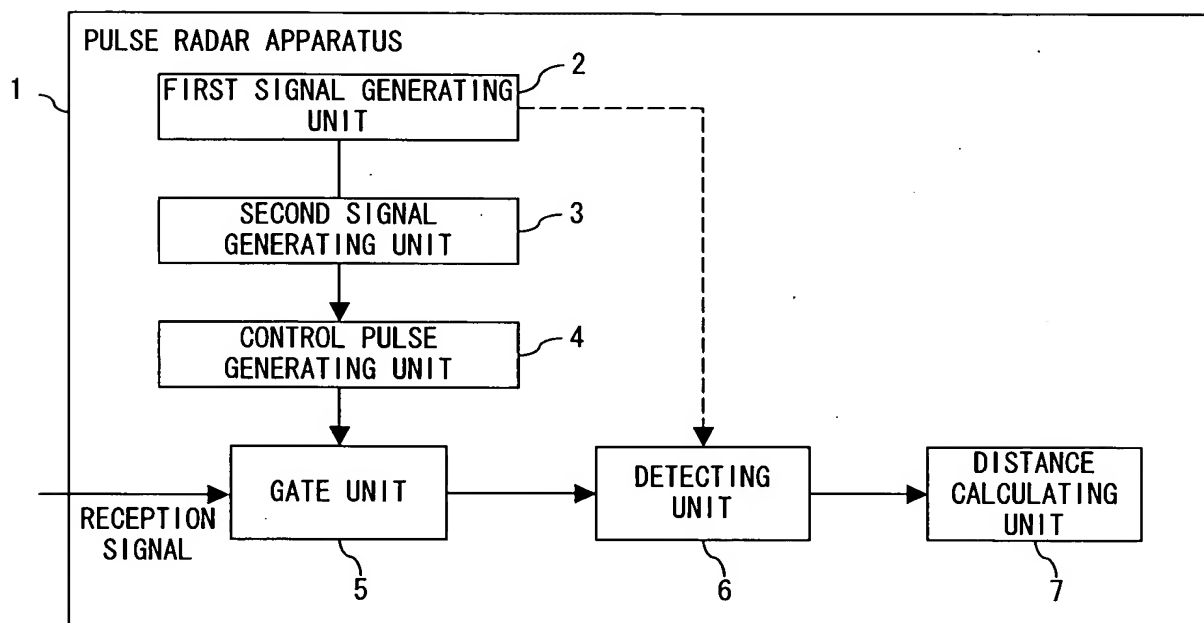 PULSE RADAR APPARATUS
1
2
FIRST SIGNAL GENERATING
UNIT
SECOND SIGNAL
GENERATING UNIT
3
CONTROL PULSE
GENERATING UNIT
4
GATE UNIT
DETECTING
UNIT
DISTANCE
CALCULATING
UNIT
RECEPTION
SIGNAL
5
6
7